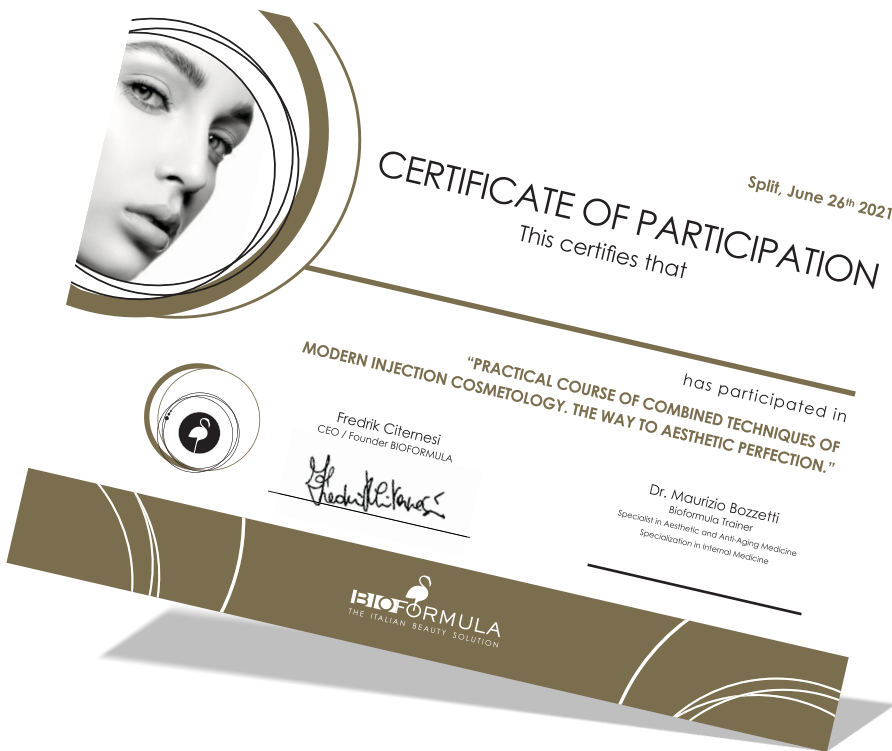 Split, June 26th 2021
CERTIFICATE OF PARTICIPATION
This certifies that
has participated in
“PRACTICAL COURSE OF COMBINED TECHNIQUES OF
MODERN INJECTION COSMETOLOGY. THE WAY TO AESTHETIC PERFECTION.”
Fredrik Citernesi
CEO / Founder BIOFORMULA
Dr. Maurizio Bozzetti
Bioformula Trainer
Specialist in Aesthetic and Anti-Aging Medicine
Specialization in Internal Medicine
BIOFORMULA
THE ITALIAN BEAUTY SOLUTION